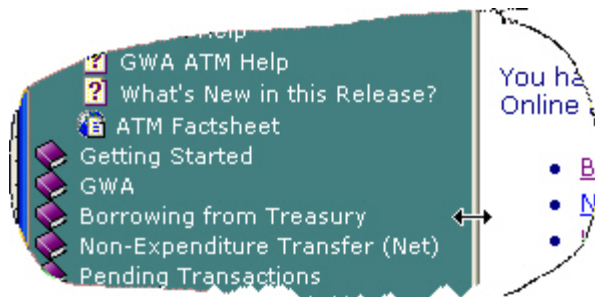 Help
GWA ATM Help
What's New in this Release?
ATM Factsheet
Getting Started
GWA
Borrowing from Treasury
Non-Expenditure Transfer (Net)
Pending Transactions
You
Online